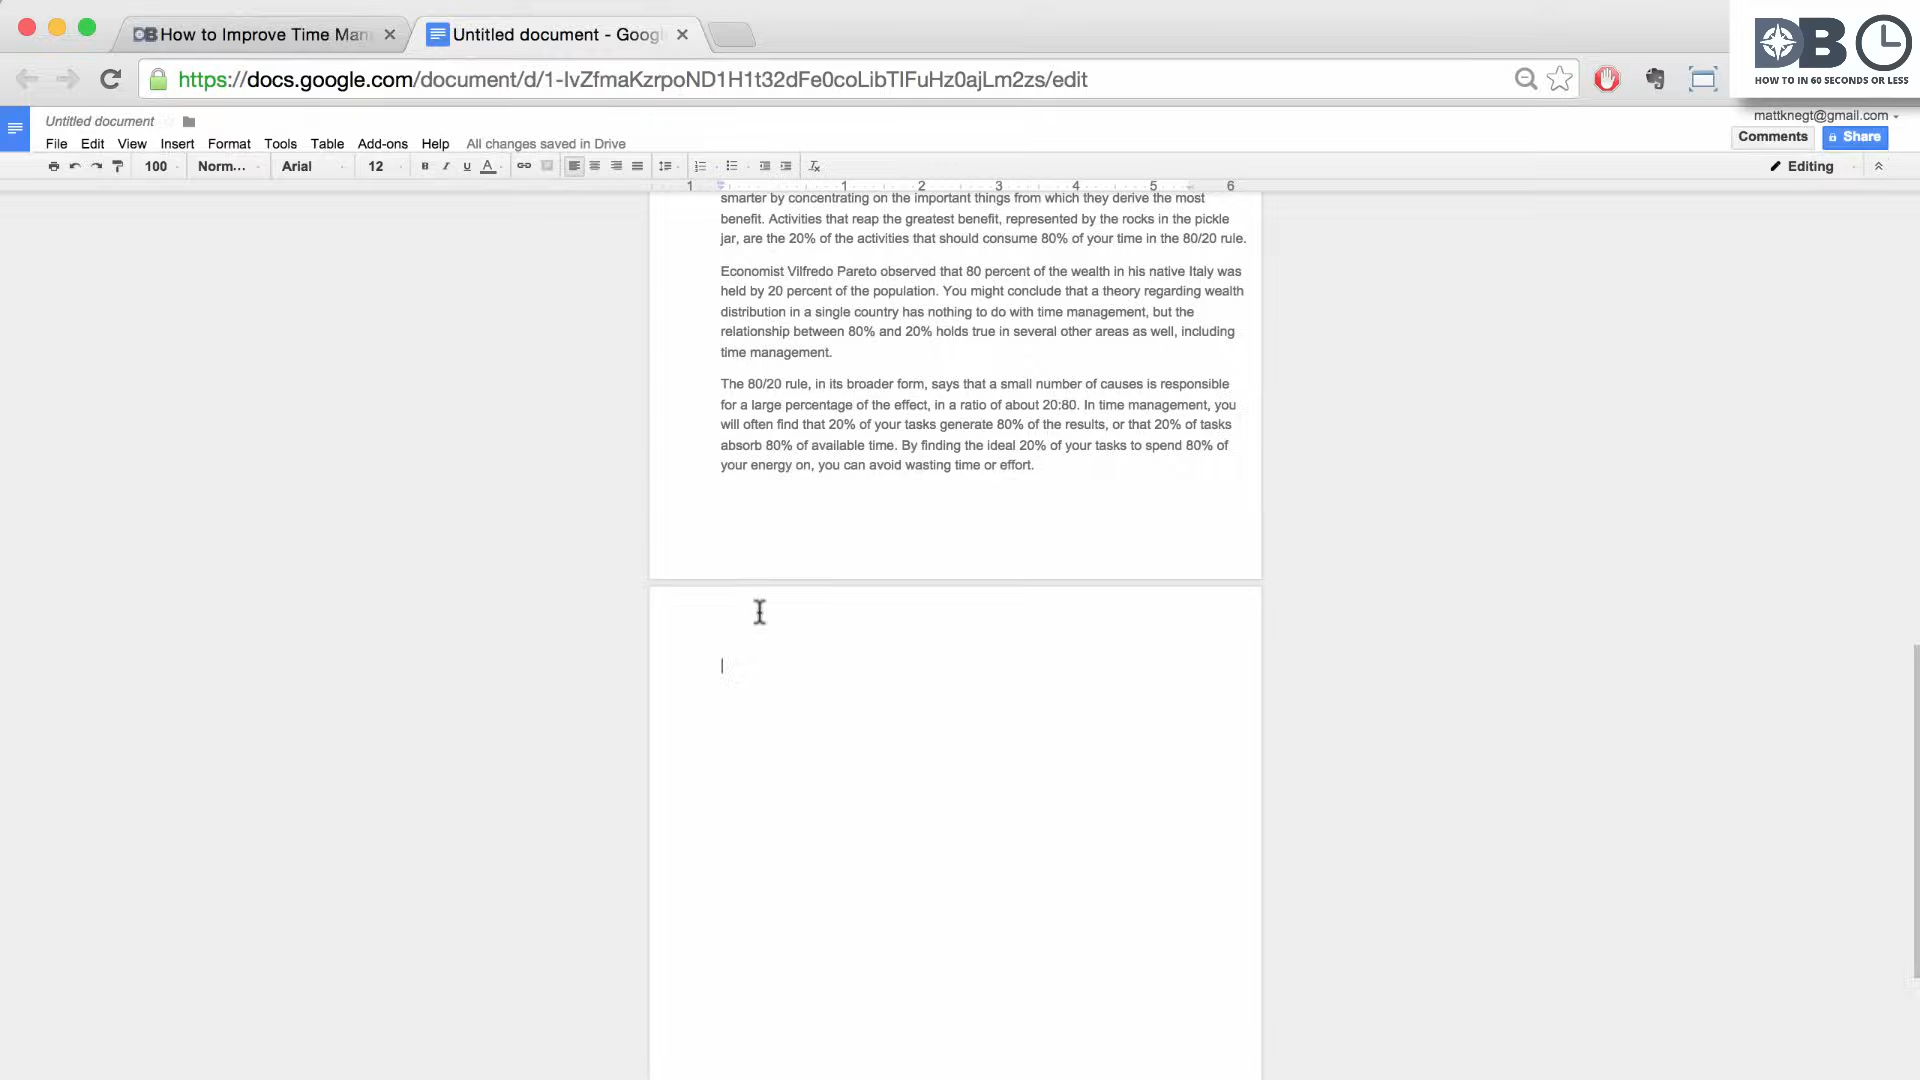 How to Improve Time Man
Untitled document - Goog
DB
HOW TO IN 60 SECONDS OR LESS
https://docs.google.com/document/d/1-IvZfmaKzrpoND1H1t32dFe0coLibTIFuHz0ajLm2zs/edit
Untitled document
mattknegt@gmail.com
File Edit View Insert Format Tools Table Add-ons Help All changes saved in Drive
Comments Share
100 Norm... Arial 12 B I U A Editing
1 1 2 3 4 5 6
smarter by concentrating on the important things from which they derive the most
benefit. Activities that reap the greatest benefit, represented by the rocks in the pickle
jar, are the 20% of the activities that should consume 80% of your time in the 80/20 rule.
Economist Vilfredo Pareto observed that 80 percent of the wealth in his native Italy was
held by 20 percent of the population. You might conclude that a theory regarding wealth
distribution in a single country has nothing to do with time management, but the
relationship between 80% and 20% holds true in several other areas as well, including
time management.
The 80/20 rule, in its broader form, says that a small number of causes is responsible
for a large percentage of the effect, in a ratio of about 20:80. In time management, you
will often find that 20% of your tasks generate 80% of the results, or that 20% of tasks
absorb 80% of available time. By finding the ideal 20% of your tasks to spend 80% of
your energy on, you can avoid wasting time or effort.